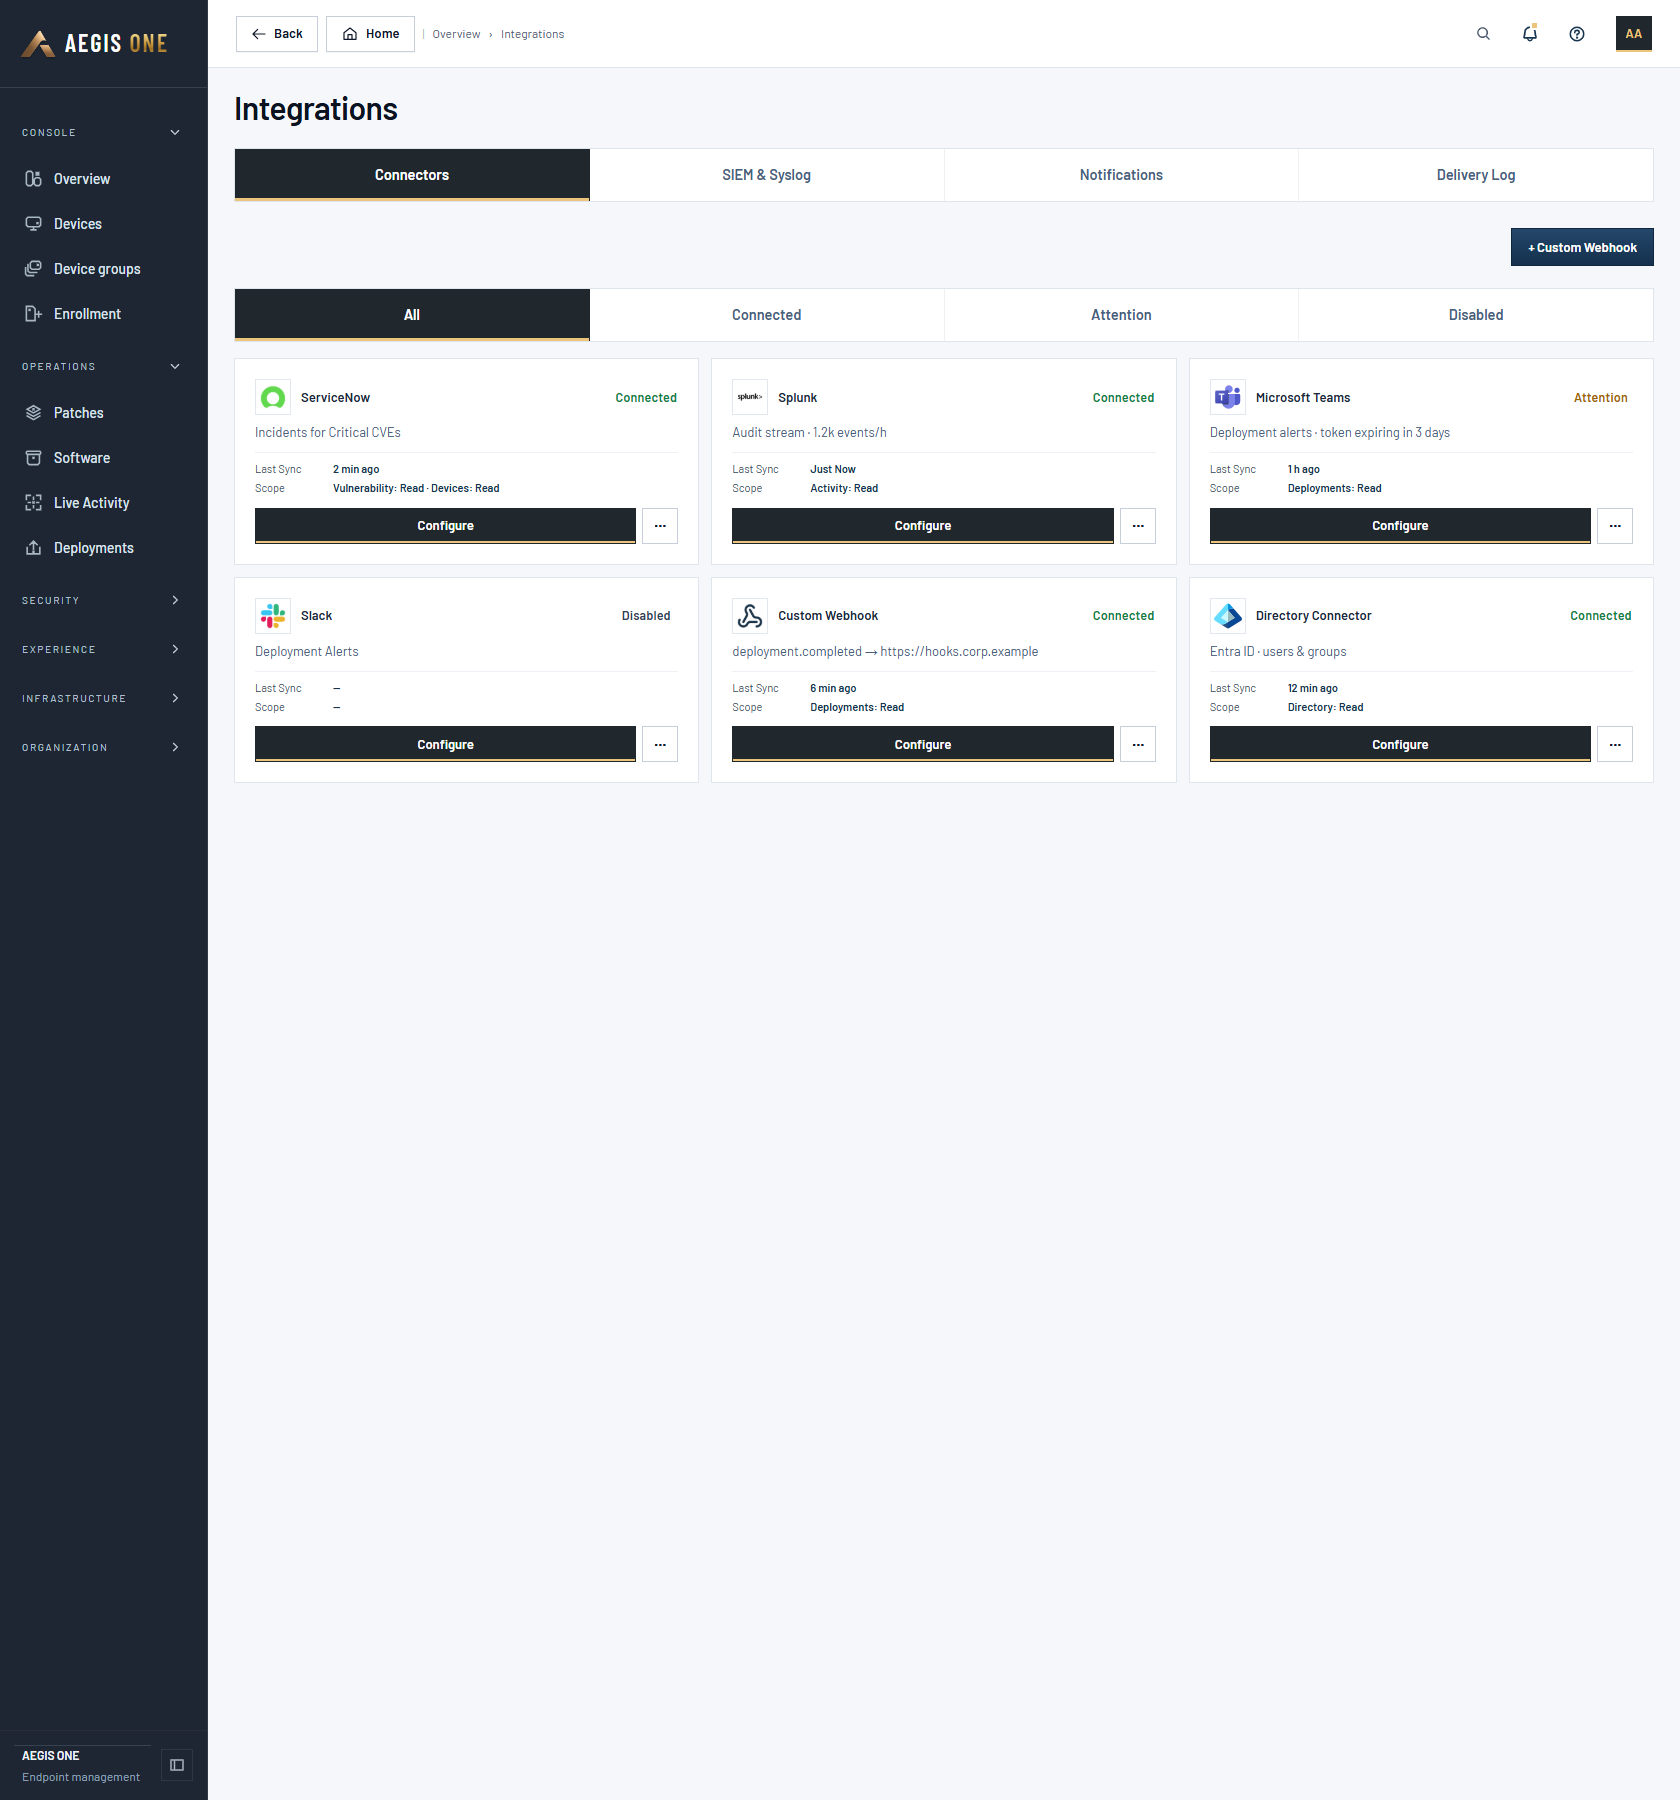 AEGIS ONE
CONSOLE
Overview
Devices
Device groups
Enrollment
OPERATIONS
Patches
Software
Live Activity
Deployments
SECURITY
EXPERIENCE
INFRASTRUCTURE
ORGANIZATION
AEGIS ONE
Endpoint management
Back
Home
Overview › Integrations
AA
Integrations
Connectors
SIEM & Syslog
Notifications
Delivery Log
+ Custom Webhook
All
Connected
Attention
Disabled
ServiceNow
Connected
Incidents for Critical CVEs
Last Sync 2 min ago
Scope Vulnerability: Read · Devices: Read
Configure
...
splunk>
Splunk
Connected
Audit stream · 1.2k events/h
Last Sync Just Now
Scope Activity: Read
Configure
...
T
Microsoft Teams
Attention
Deployment alerts · token expiring in 3 days
Last Sync 1 h ago
Scope Deployments: Read
Configure
...
Slack
Disabled
Deployment Alerts
Last Sync —
Scope —
Configure
...
Custom Webhook
Connected
deployment.completed → https://hooks.corp.example
Last Sync 6 min ago
Scope Deployments: Read
Configure
...
Directory Connector
Connected
Entra ID · users & groups
Last Sync 12 min ago
Scope Directory: Read
Configure
...